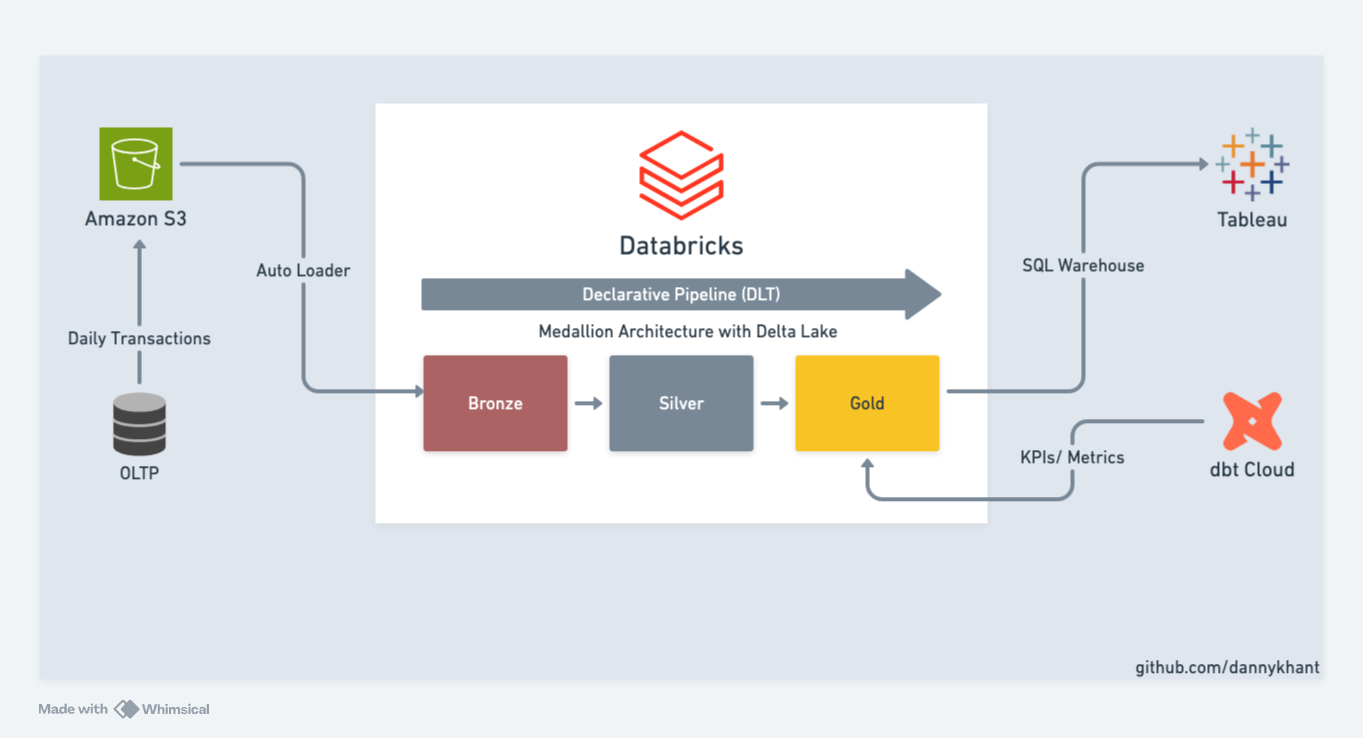 Amazon S3
Daily Transactions
OLTP
Auto Loader
Databricks
Declarative Pipeline (DLT)
Medallion Architecture with Delta Lake
Bronze
Silver
Gold
SQL Warehouse
Tableau
KPIs/ Metrics
dbt Cloud
github.com/dannykhant
Made with Whimsical